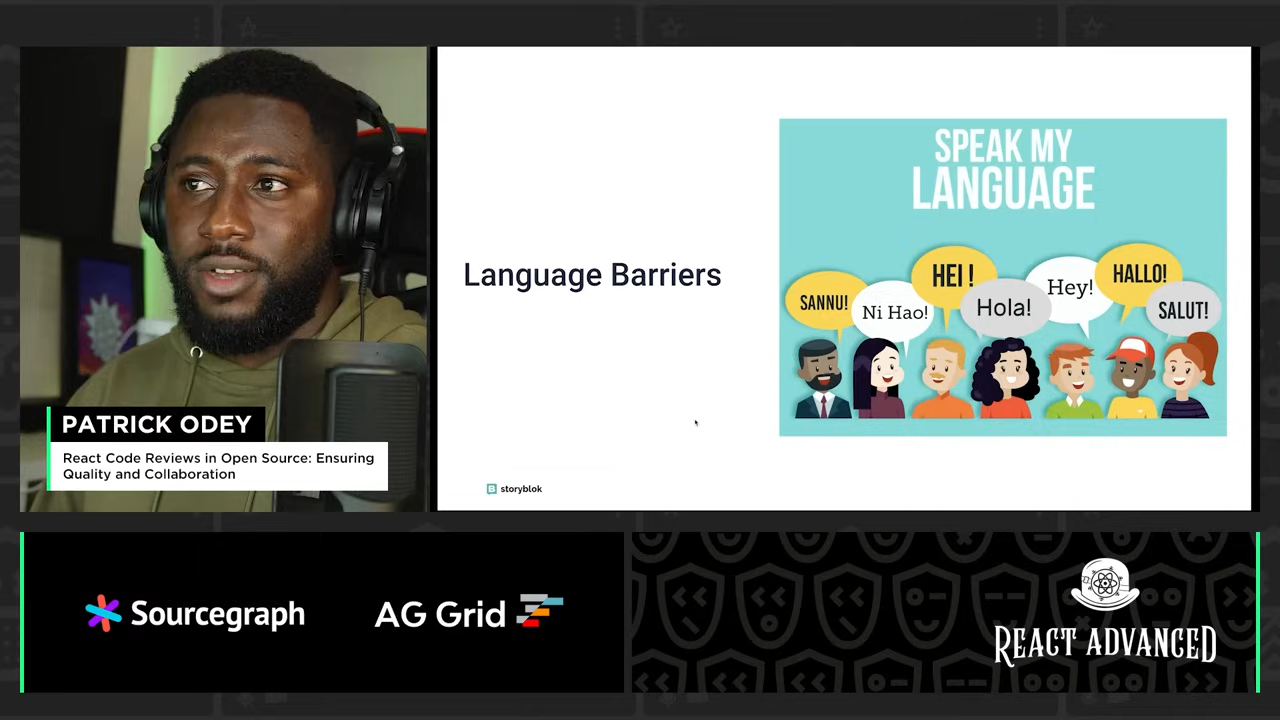 PATRICK ODEY
React Code Reviews in Open Source: Ensuring
Quality and Collaboration
Language Barriers
SPEAK MY
LANGUAGE
SANNU!
Ni Hao!
HEI !
Hola!
Hey!
HALLO!
SALUT!
storyblok
Sourcegraph
AG Grid
REACT ADVANCED